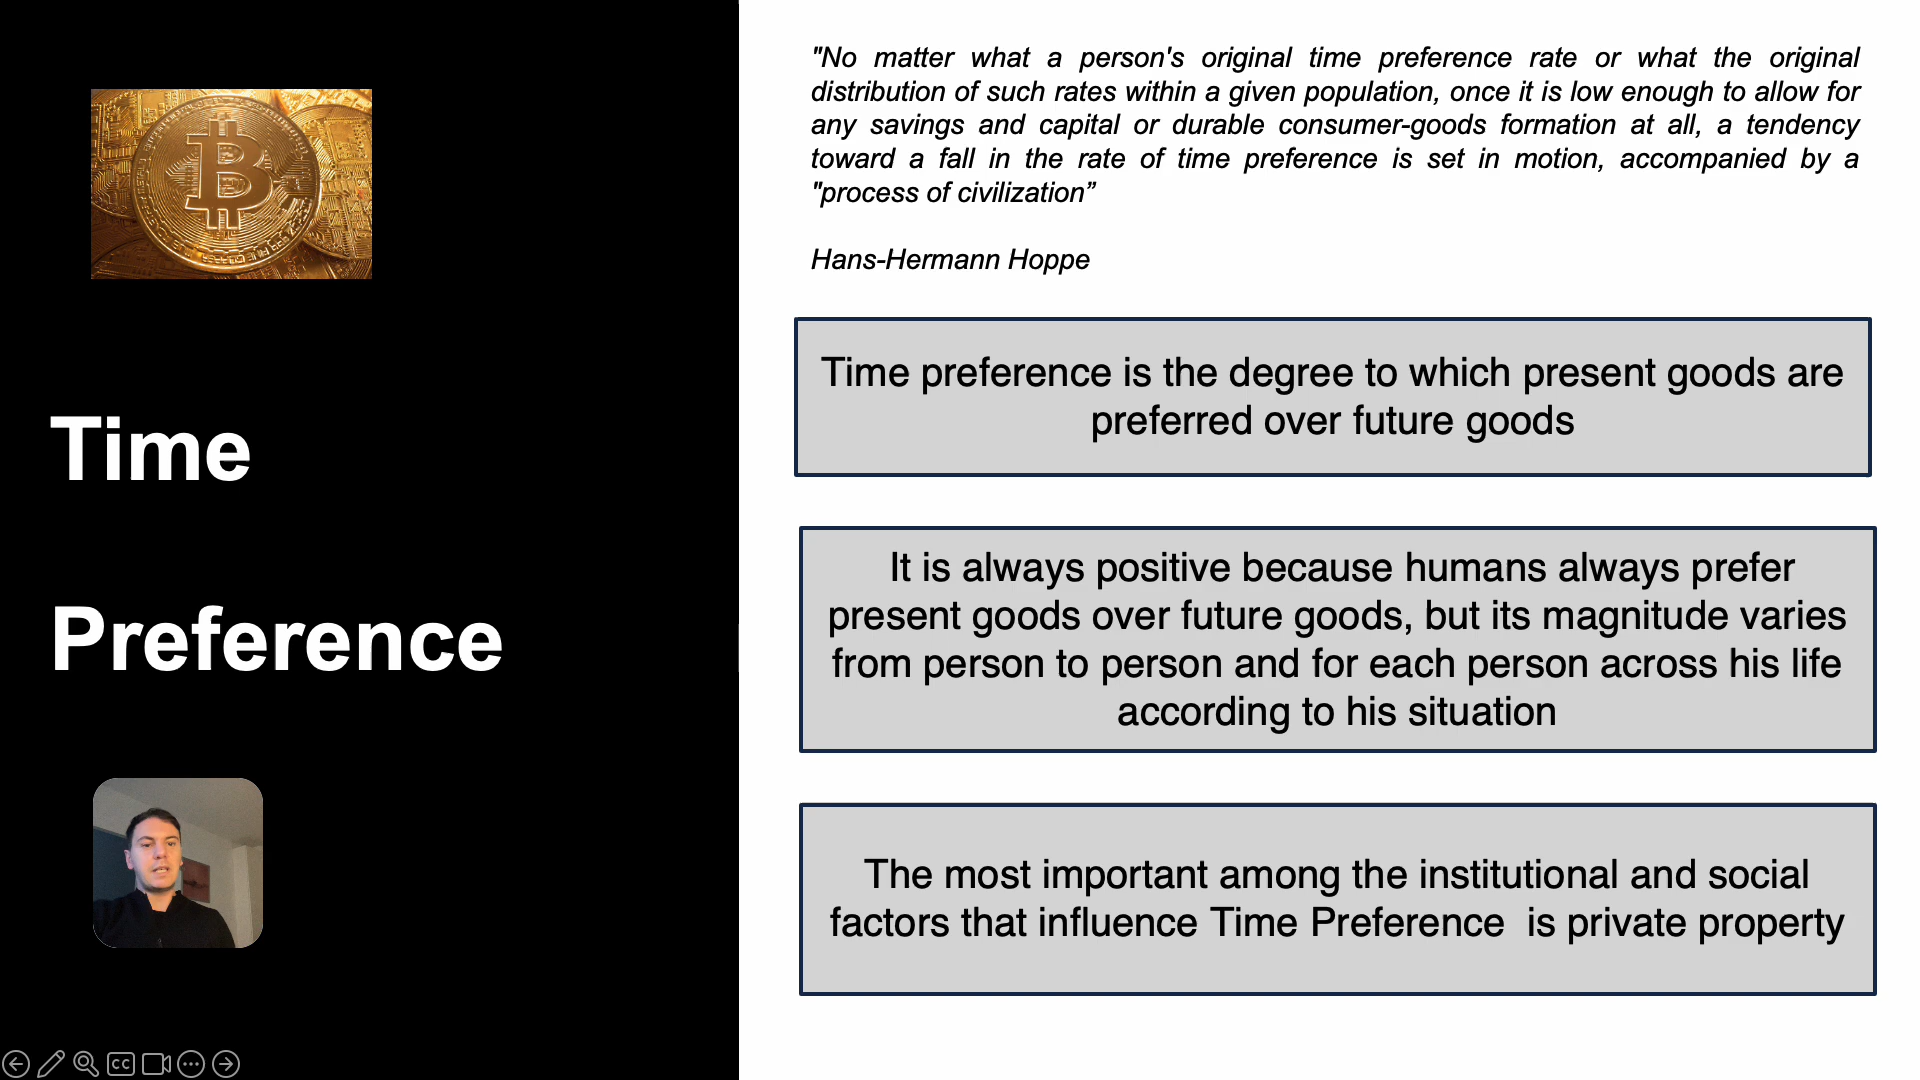 "No matter what a person's original time preference rate or what the original
distribution of such rates within a given population, once it is low enough to allow for
any savings and capital or durable consumer-goods formation at all, a tendency
toward a fall in the rate of time preference is set in motion, accompanied by a
"process of civilization”
Hans-Hermann Hoppe
Time
Preference
Time preference is the degree to which present goods are
preferred over future goods
It is always positive because humans always prefer
present goods over future goods, but its magnitude varies
from person to person and for each person across his life
according to his situation
The most important among the institutional and social
factors that influence Time Preference  is private property
CC